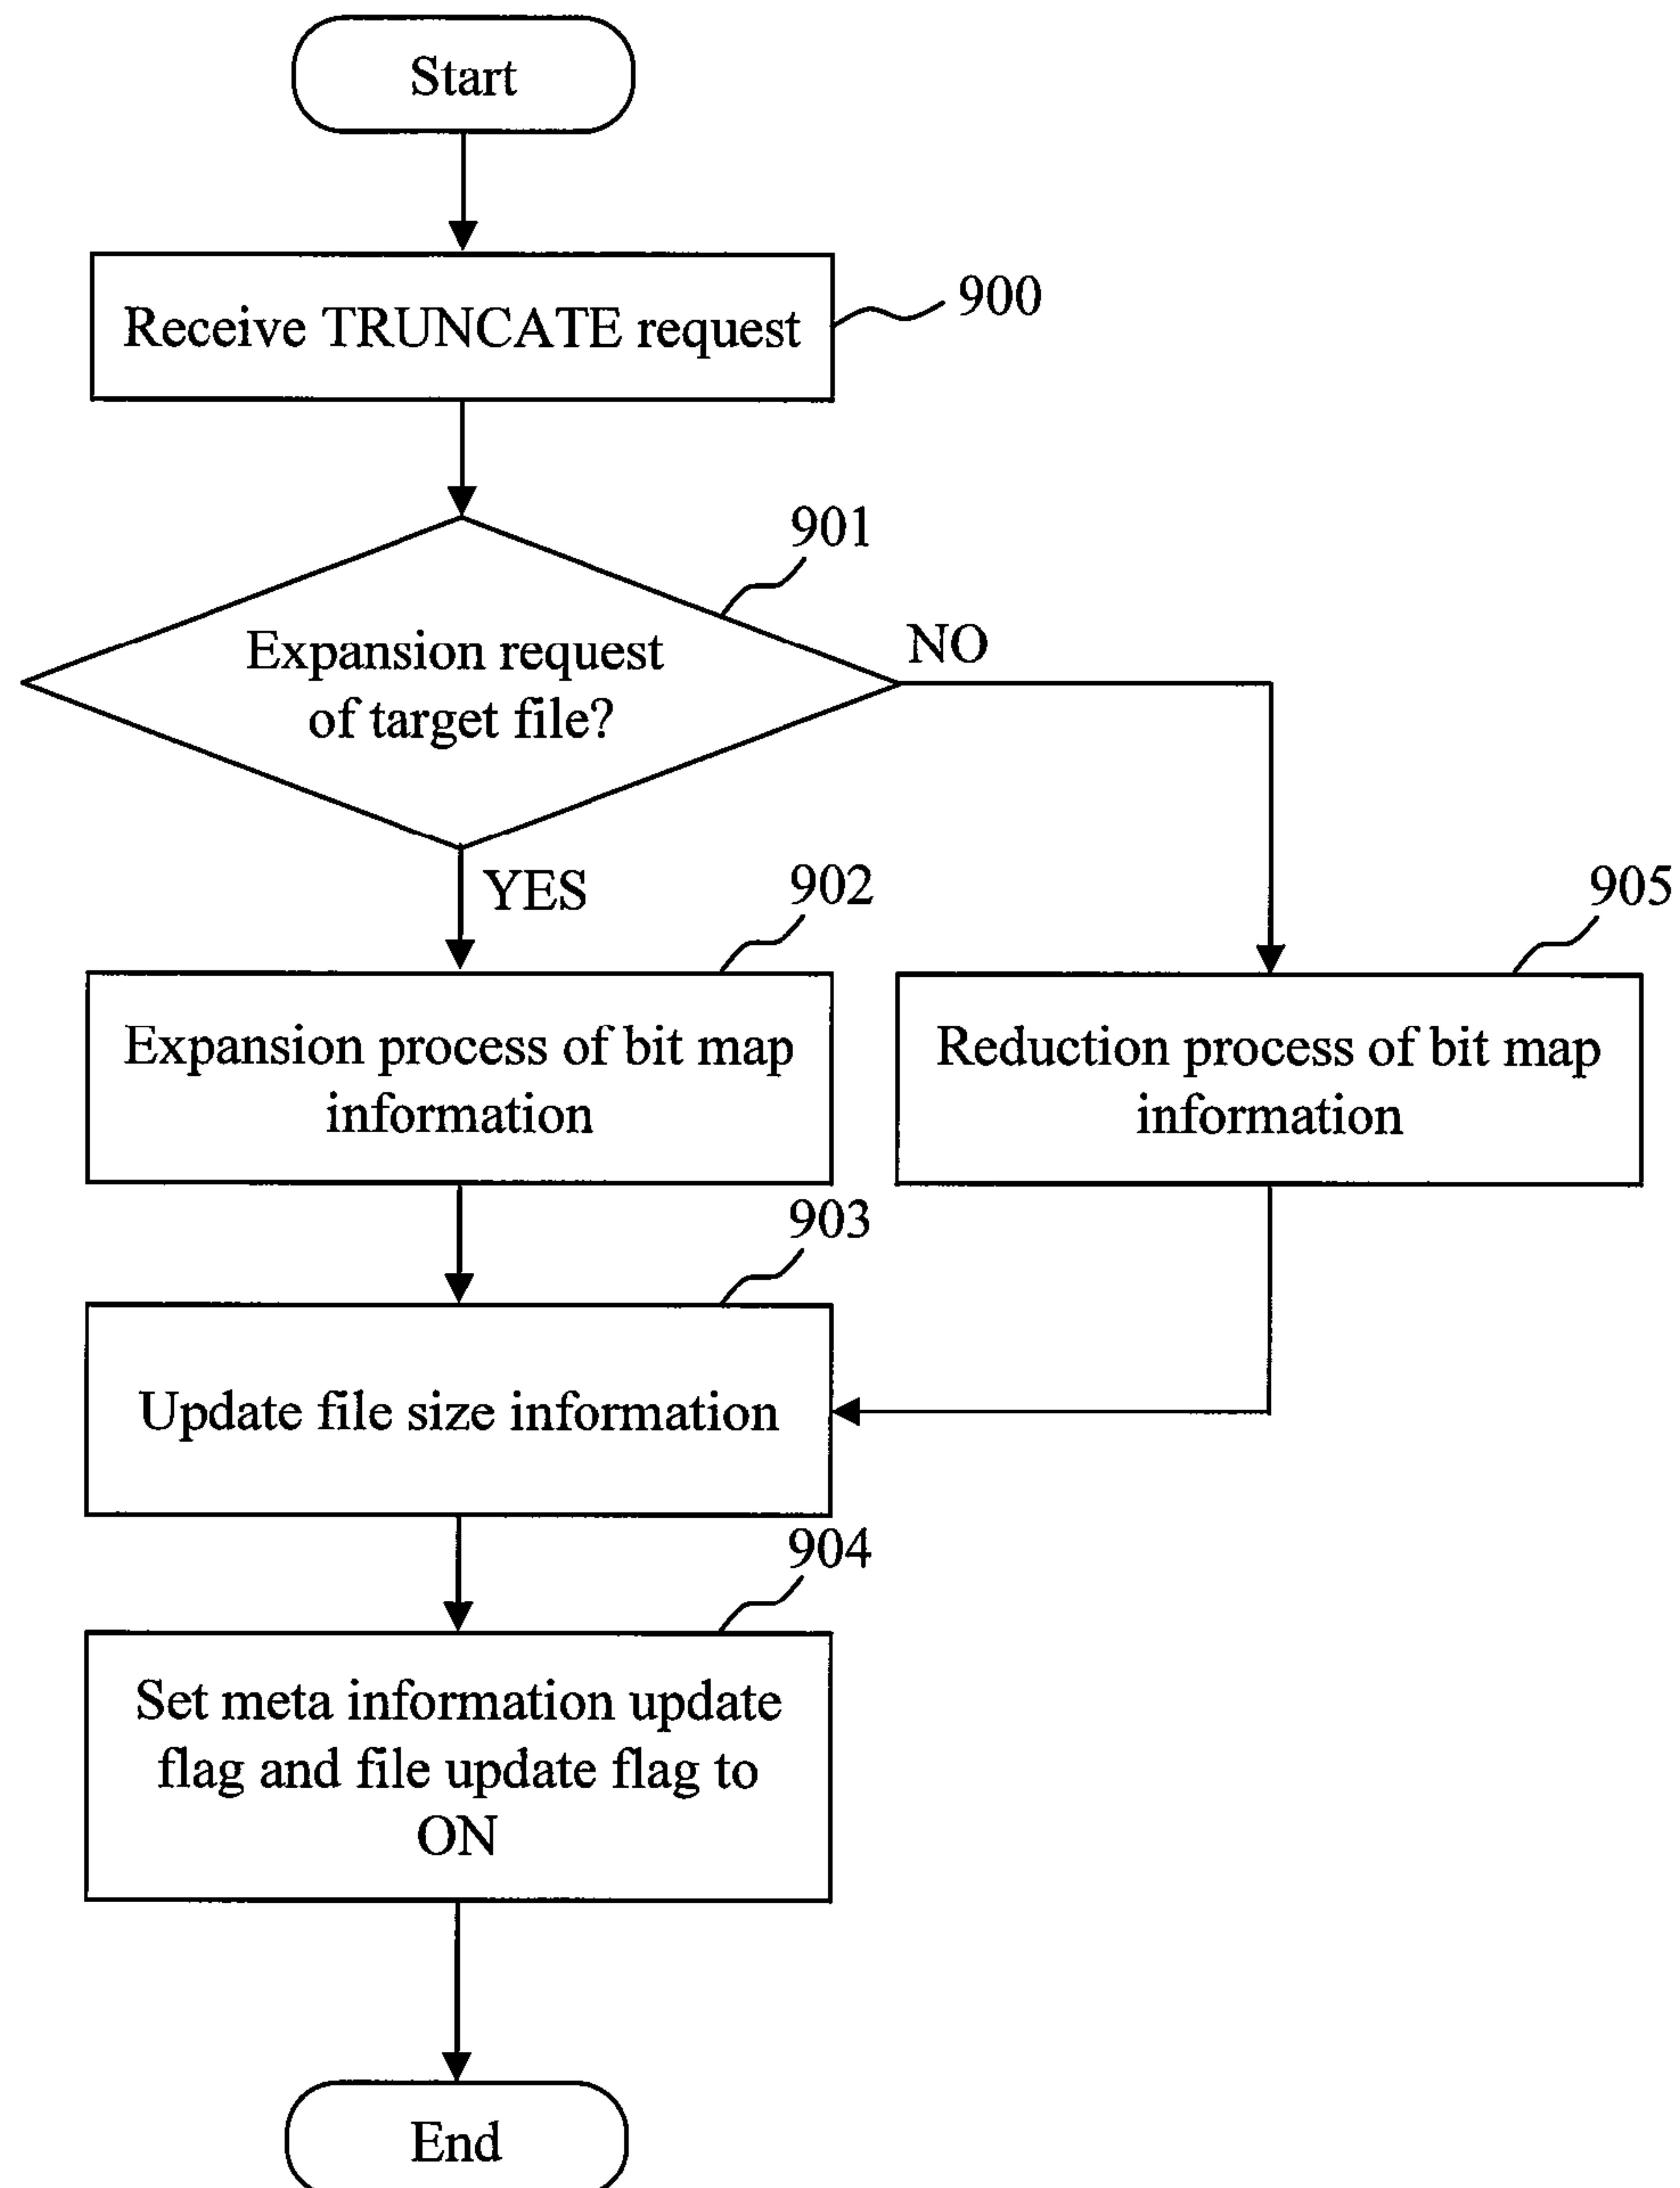 Start
Receive TRUNCATE request
900
901
Expansion request
of target file?
NO
YES
902
905
Expansion process of bit map
information
Reduction process of bit map
information
903
Update file size information
904
Set meta information update
flag and file update flag to
ON
End